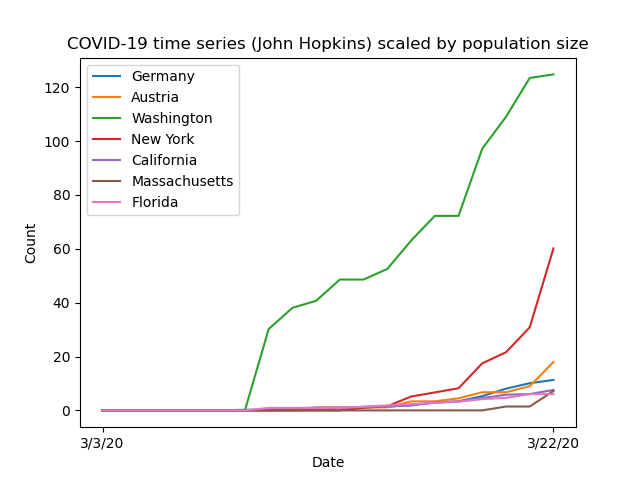 COVID-19 time series (John Hopkins) scaled by population size
Germany
Austria
Washington
New York
California
Massachusetts
Florida
120
100
80
60
40
20
0
Count
3/3/20
3/22/20
Date